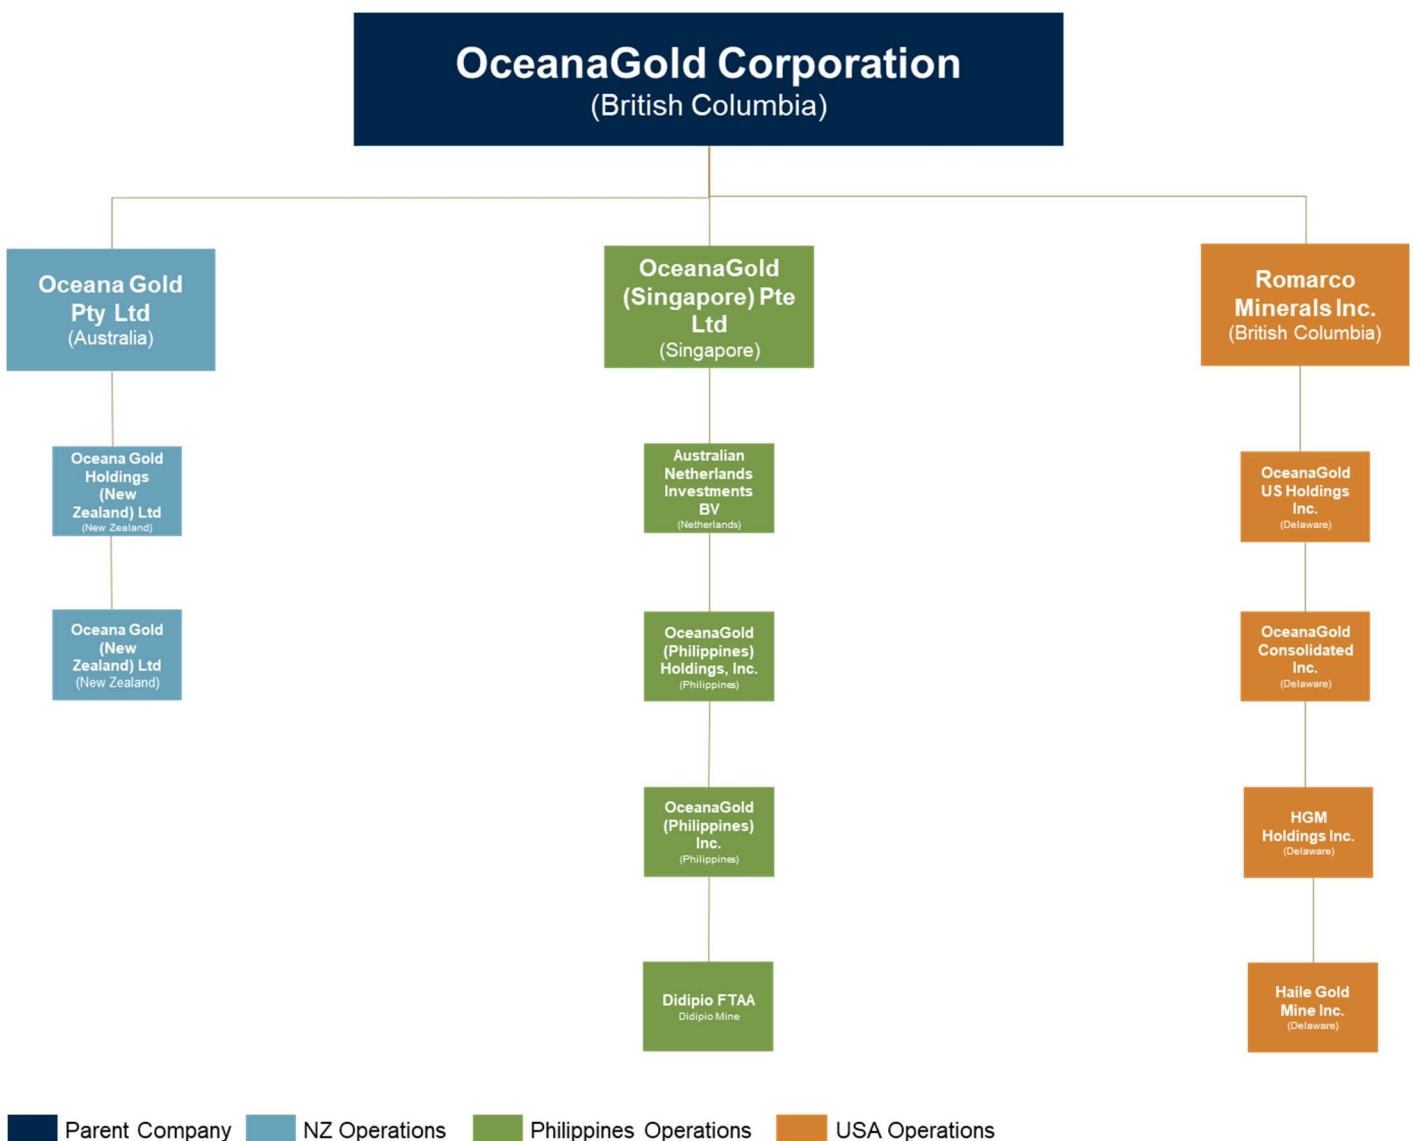 OceanaGold Corporation
(British Columbia)
Oceana Gold
Pty Ltd
(Australia)
Oceana Gold
Holdings
(New
Zealand) Ltd
(New Zealand)
Oceana Gold
(New
Zealand) Ltd
(New Zealand)
OceanaGold
(Singapore) Pte
Ltd
(Singapore)
Australian
Netherlands
Investments
BV
(Netherlands)
OceanaGold
(Philippines)
Holdings, Inc.
(Philippines)
OceanaGold
(Philippines)
Inc.
(Philippines)
Didipio FTAA
Didipio Mine
Romarco
Minerals Inc.
(British Columbia)
OceanaGold
US Holdings
Inc.
(Delaware)
OceanaGold
Consolidated
Inc.
(Delaware)
HGM
Holdings Inc.
(Delaware)
Haile Gold
Mine Inc.
(Delaware)
Parent Company
NZ Operations
Philippines Operations
USA Operations